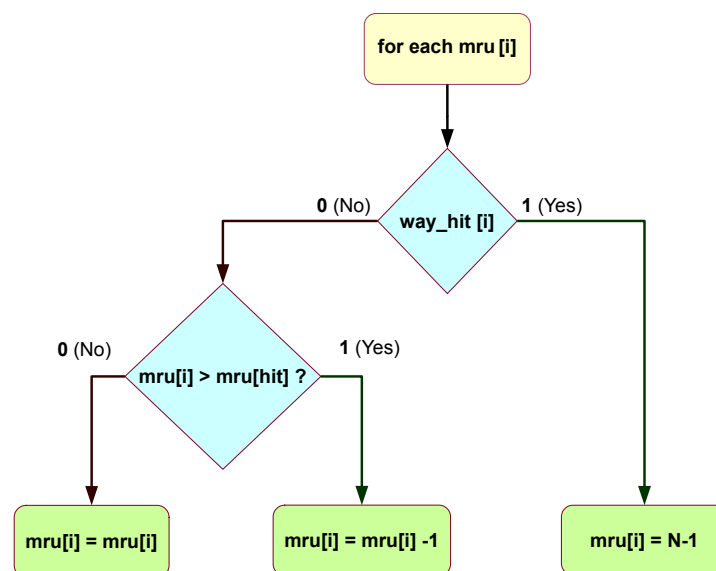 for each mru [i]
0 (No)
1 (Yes)
way_hit [i]
0 (No)
1 (Yes)
mru[i] > mru[hit] ?
mru[i] = mru[i]
mru[i] = mru[i] -1
mru[i] = N-1